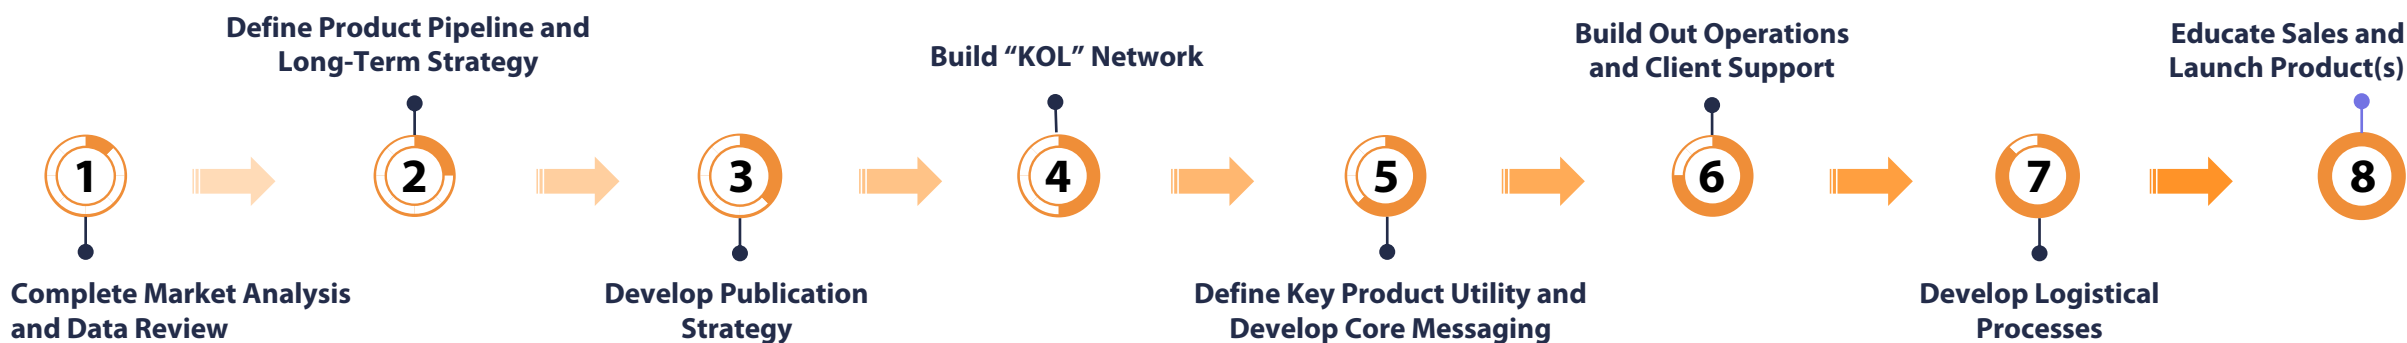 1
Complete Market Analysis
and Data Review
Define Product Pipeline and
Long-Term Strategy
2
3
Develop Publication
Strategy
Build “KOL” Network
4
5
Define Key Product Utility and
Develop Core Messaging
Build Out Operations
and Client Support
6
7
Develop Logistical
Processes
Educate Sales and
Launch Product(s)
8